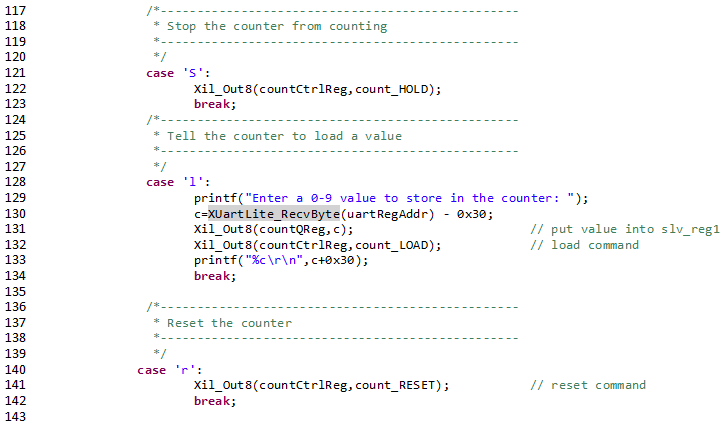 117 /*------------------------------------------------
118 * Stop the counter from counting
119 *------------------------------------------------
120 */
121 case 'S':
122 Xil_Out8(countCtrlReg,count_HOLD);
123 break;
124 /*------------------------------------------------
125 * Tell the counter to load a value
126 *------------------------------------------------
127 */
128 case 'l':
129 printf("Enter a 0-9 value to store in the counter: ");
130 c=XUartLite_RecvByte(uartRegAddr) - 0x30;
131 Xil_Out8(countQReg,c); // put value into slv_reg1
132 Xil_Out8(countCtrlReg,count_LOAD); // load command
133 printf("%c\r\n",c+0x30);
134 break;
135
136 /*------------------------------------------------
137 * Reset the counter
138 *------------------------------------------------
139 */
140 case 'r':
141 Xil_Out8(countCtrlReg,count_RESET); // reset command
142 break;
143